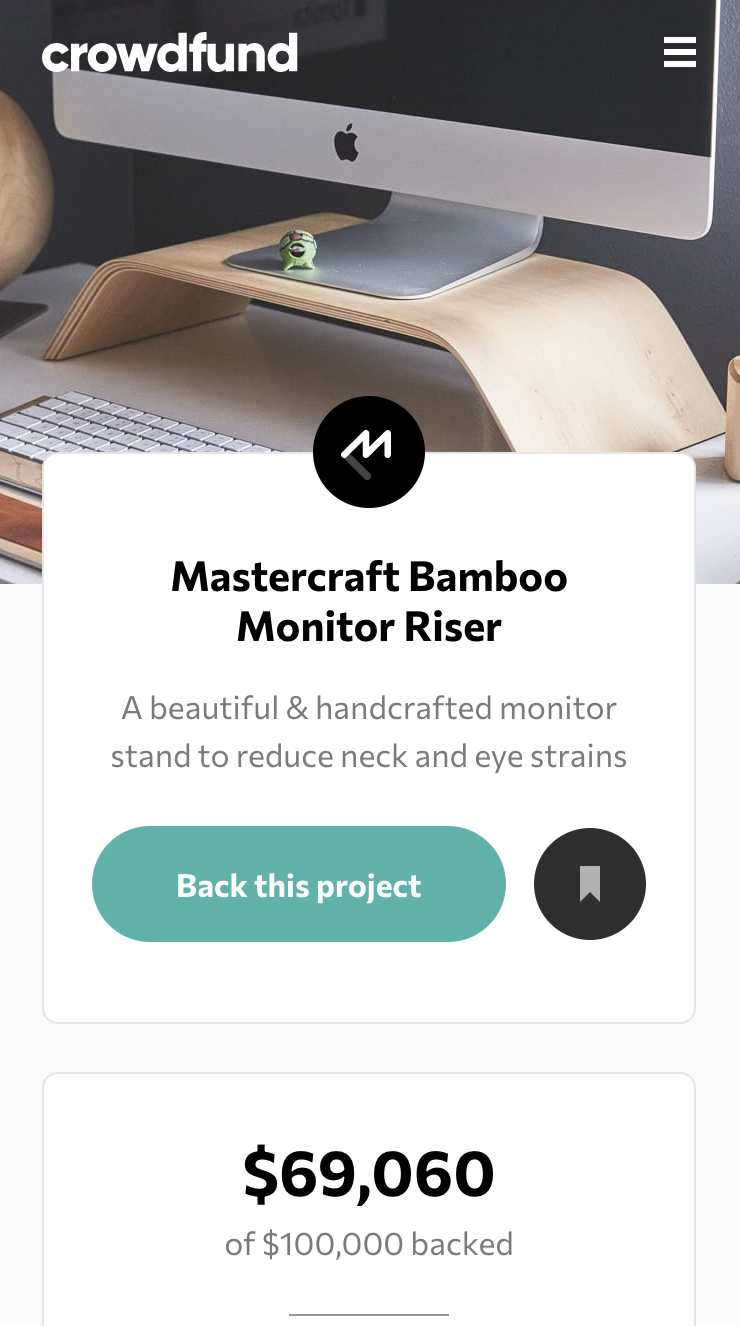 crowdfund
Mastercraft Bamboo
Monitor Riser
A beautiful & handcrafted monitor
stand to reduce neck and eye strains
Back this project
$69,060
of $100,000 backed